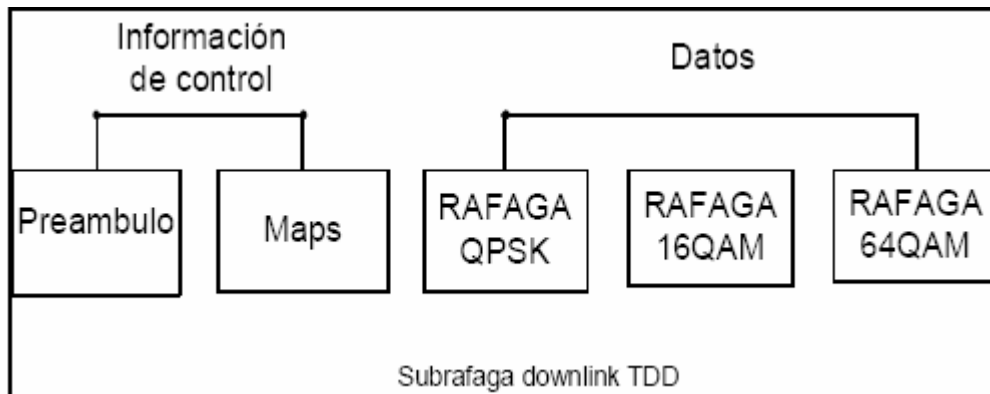 Información
de control
Datos
Preambulo
Maps
RAFAGA
QPSK
RAFAGA
16QAM
RAFAGA
64QAM
Subrafaga downlink TDD